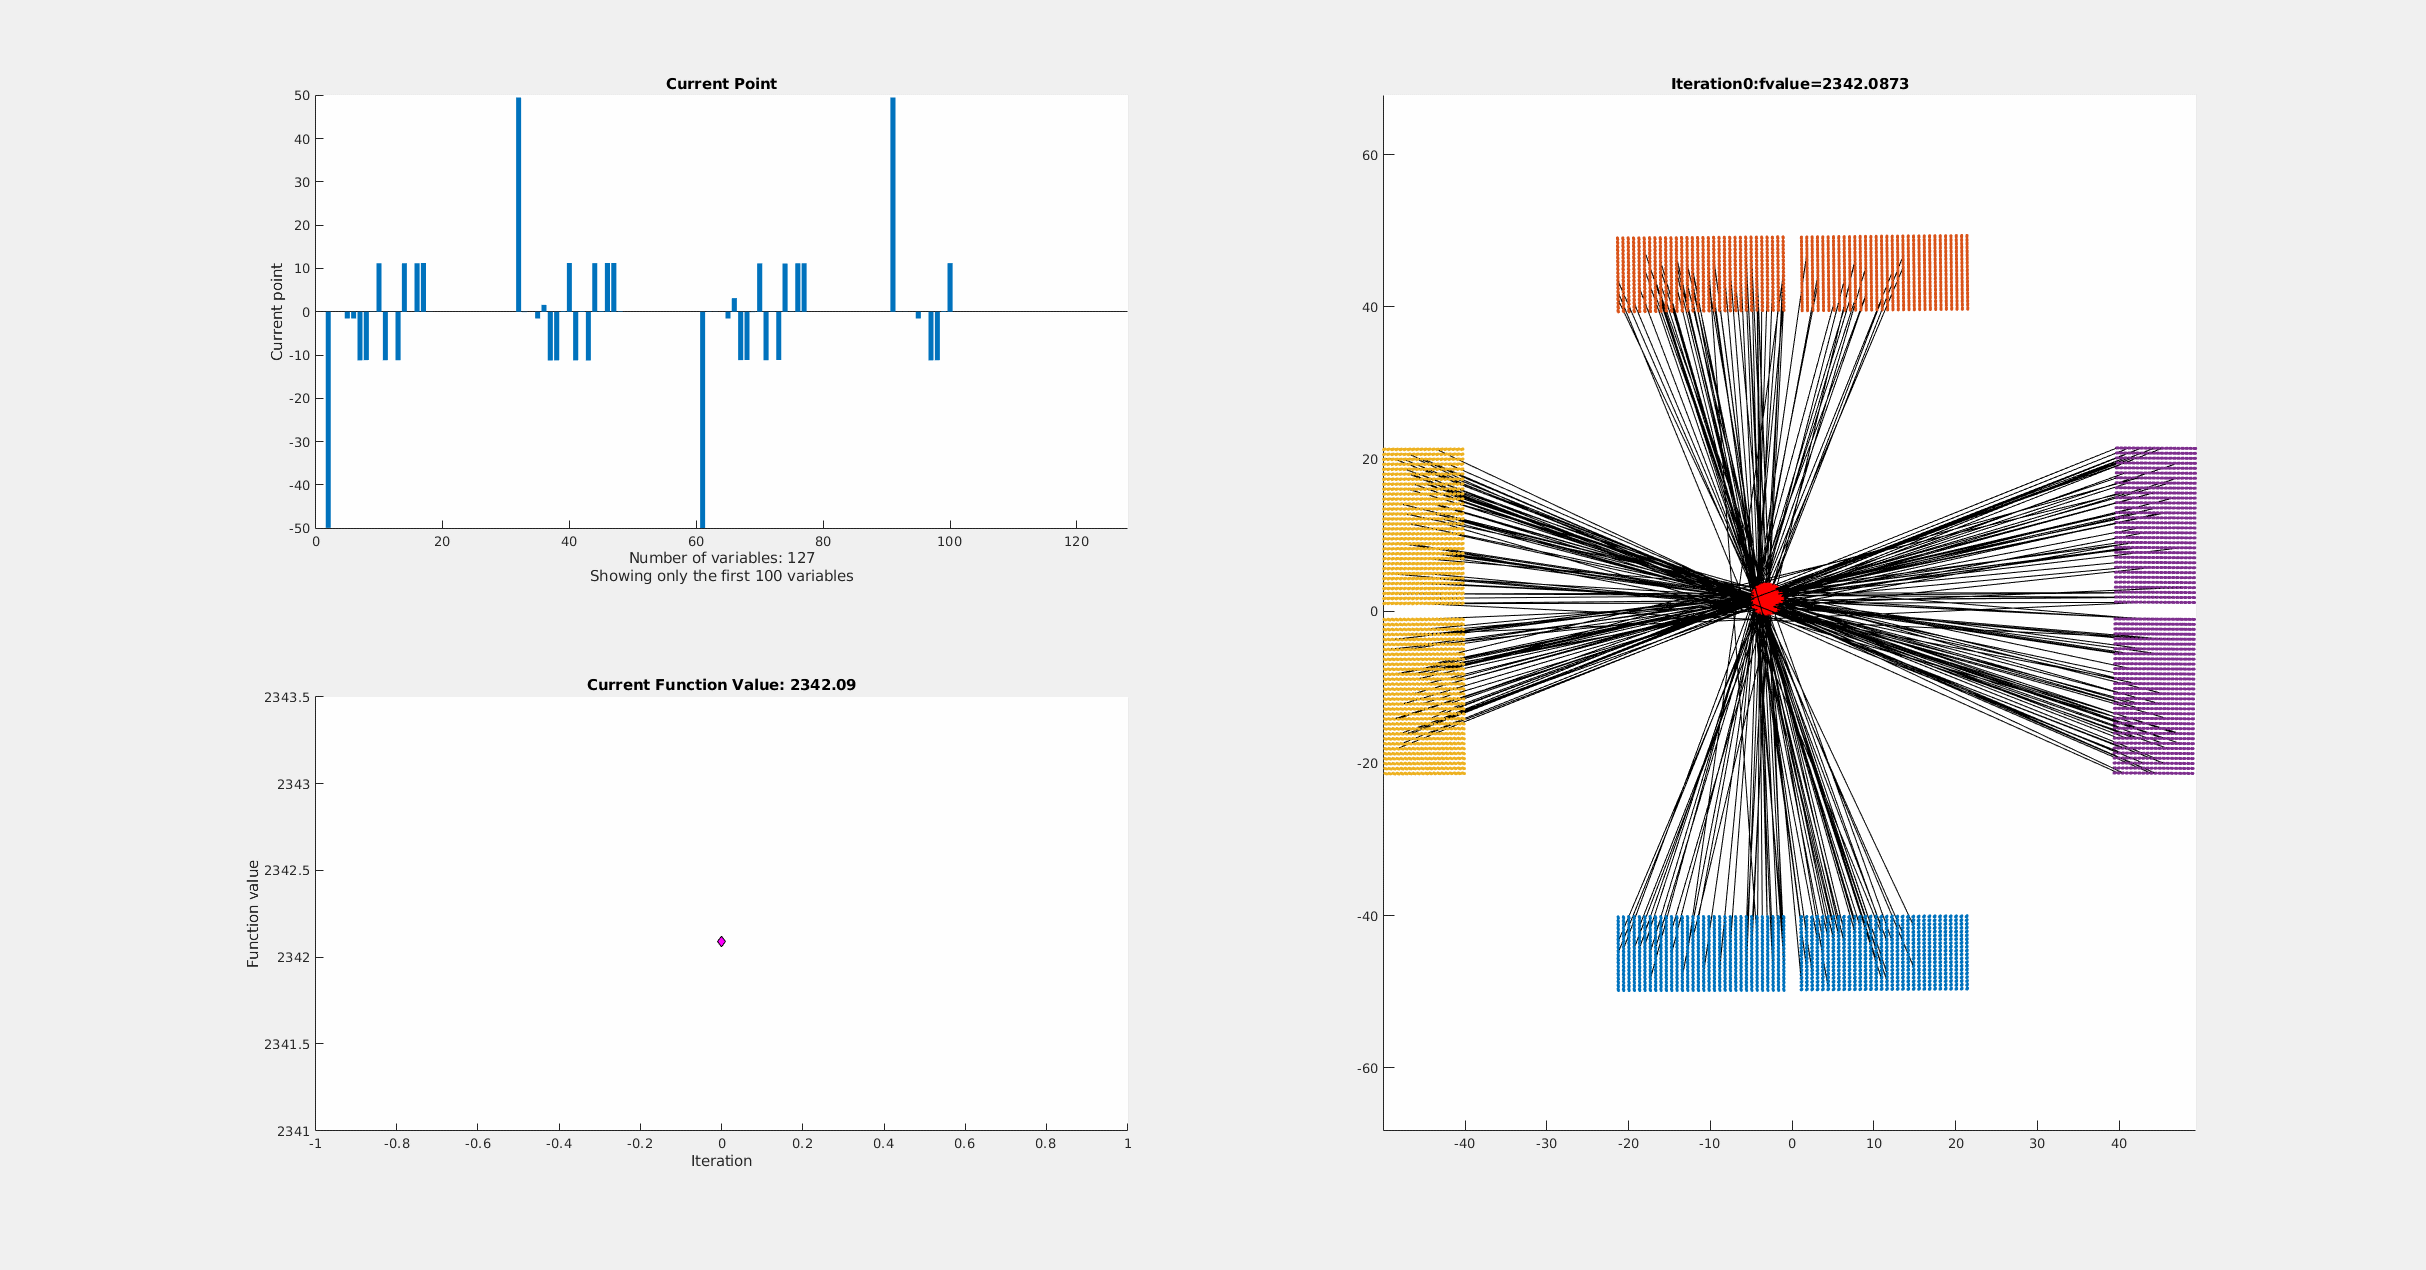 Current Point
50
40
30
20
10
0
-10
-20
-30
-40
-50
Current point
0 20 40 60 80 100 120
Number of variables: 127
Showing only the first 100 variables
Current Function Value: 2342.09
2343.5
2343
2342.5
2342
2341.5
2341
Function value
-1 -0.8 -0.6 -0.4 -0.2 0 0.2 0.4 0.6 0.8 1
Iteration
Iteration0:fvalue=2342.0873
60
40
20
0
-20
-40
-60
-40 -30 -20 -10 0 10 20 30 40